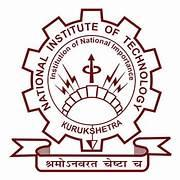 NATIONAL INSTITUTE OF TECHNOLOGY
Institution of National Importance
KURUKSHETRA
श्रमोऽनवरत चेष्टा च